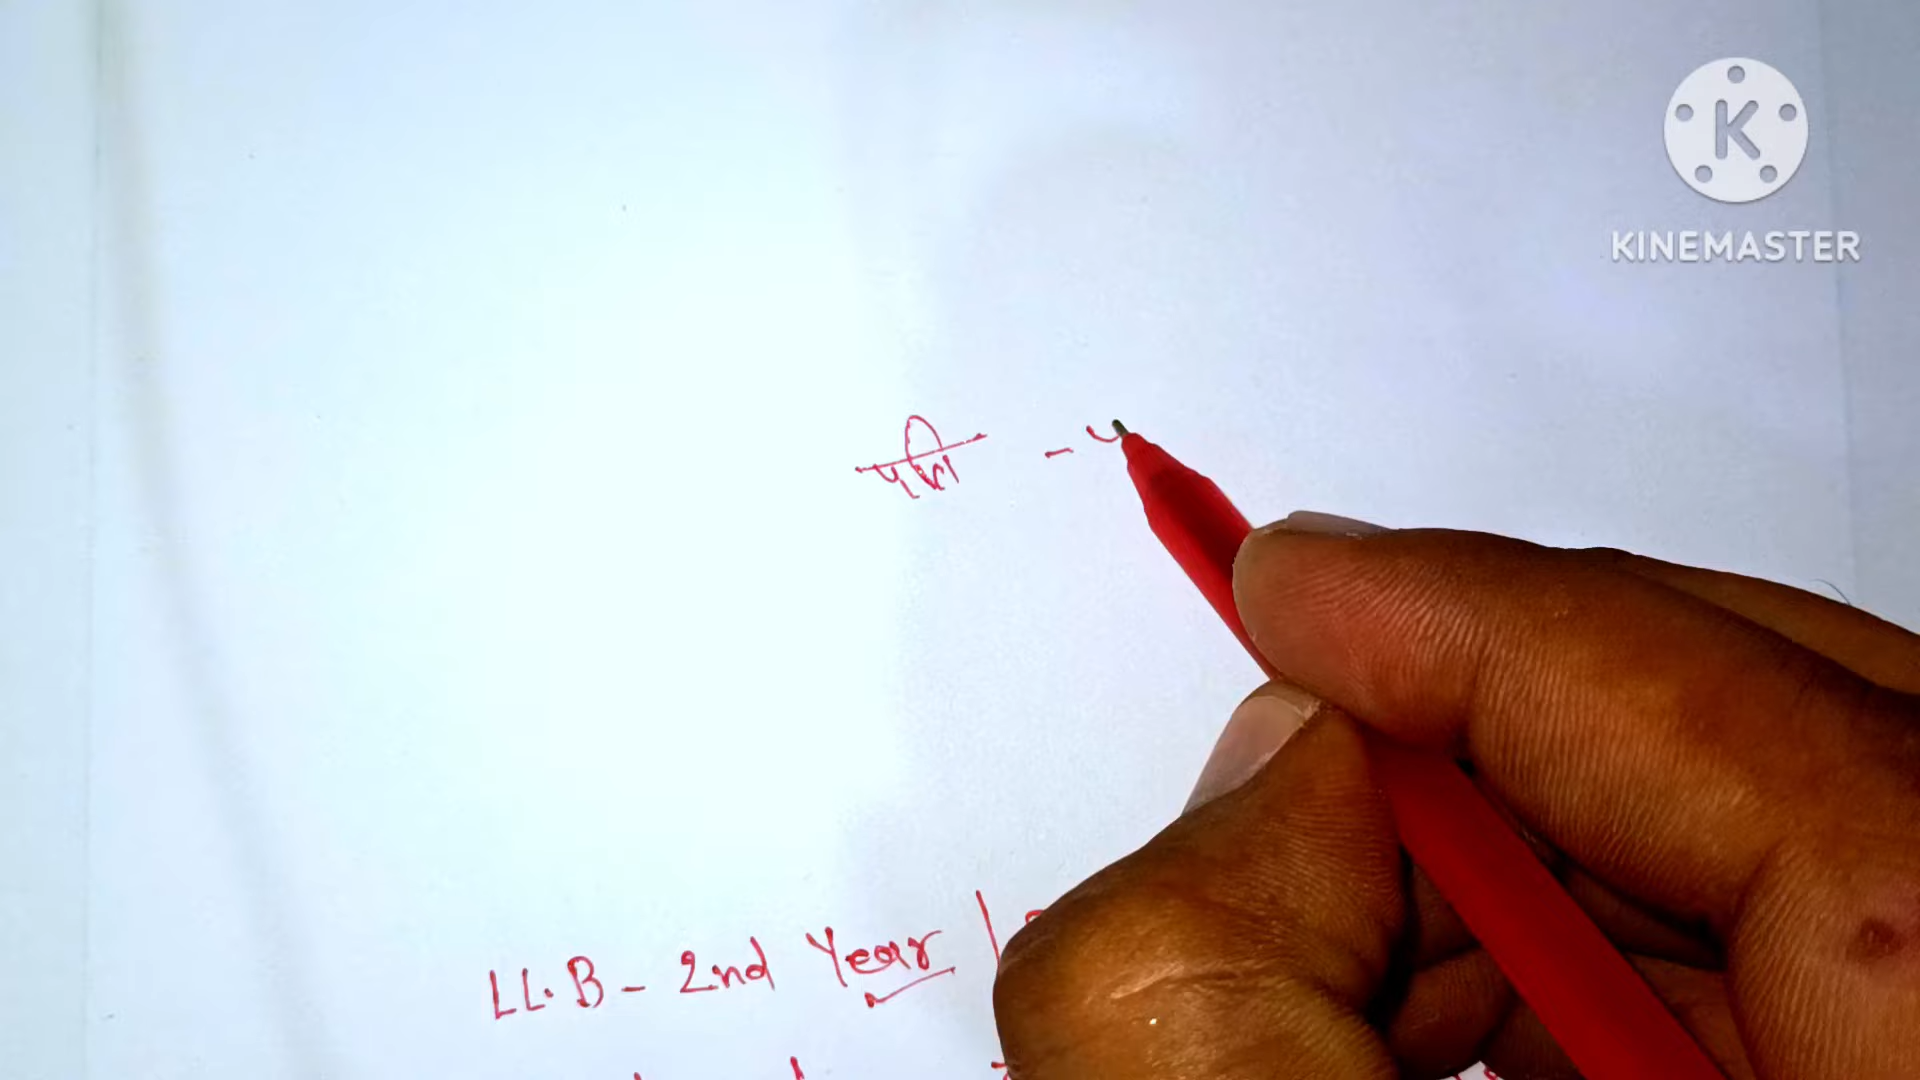 KINEMASTER
पति -
LL.B - 2nd Year |